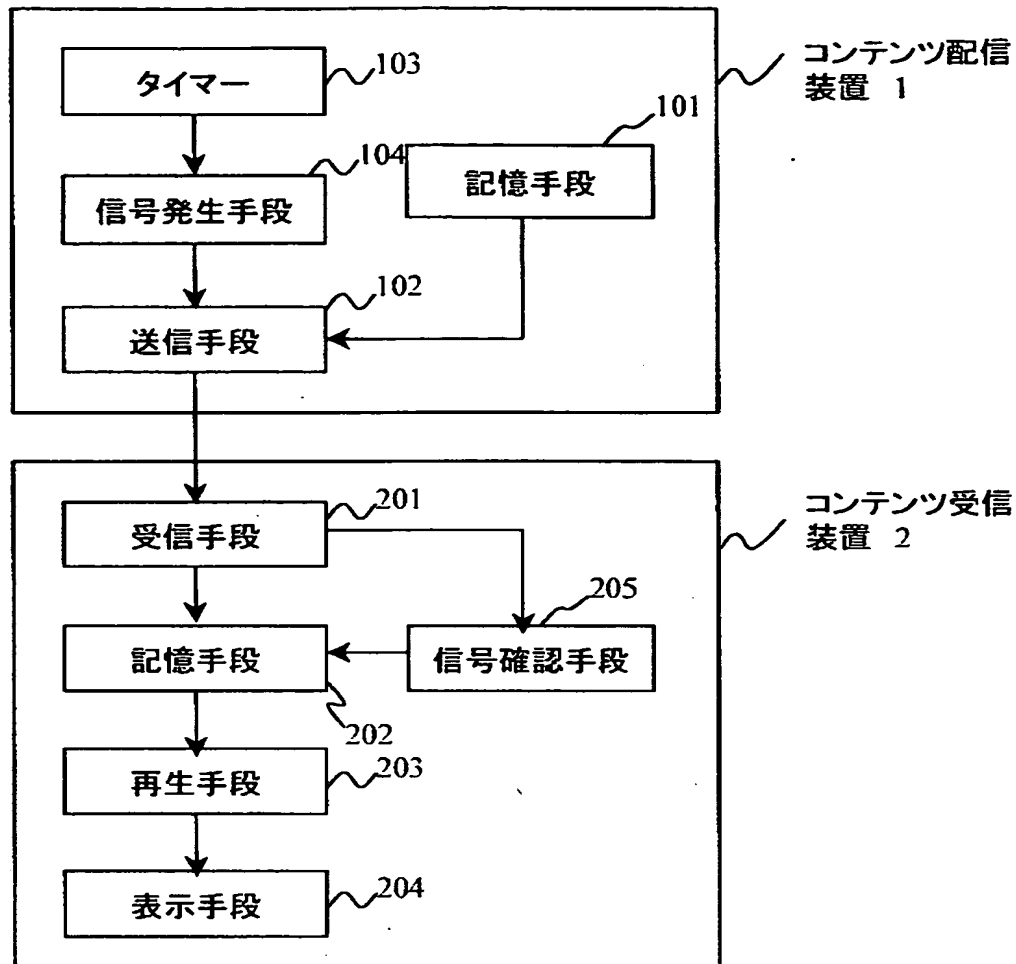 タイマー
103
コンテンツ配信
装置 1
101
104
記憶手段
信号発生手段
102
送信手段
201
コンテンツ受信
装置 2
受信手段
205
記憶手段
信号確認手段
202
再生手段
203
表示手段
204